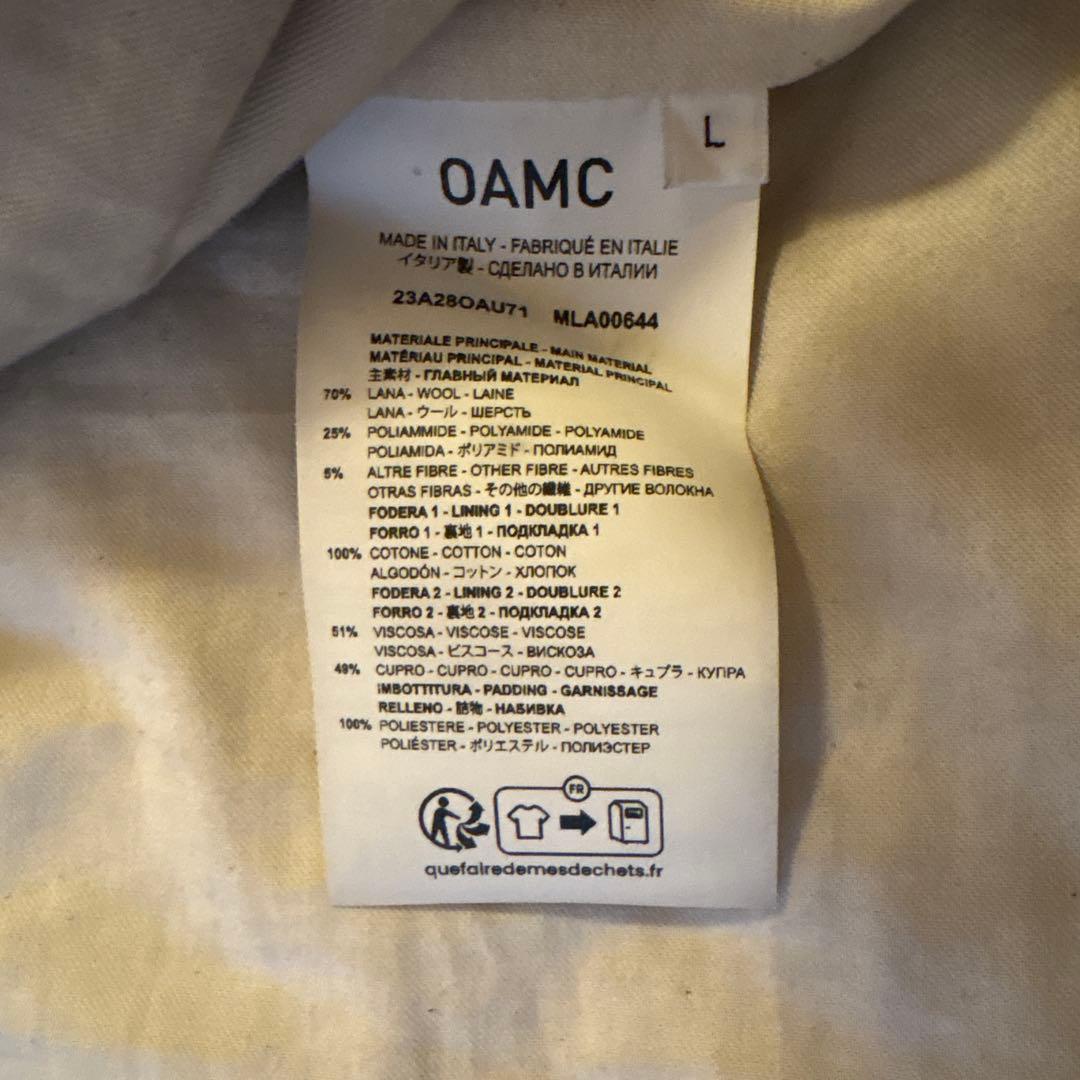 L
OAMC
MADE IN ITALY - FABRIQUÉ EN ITALIE
イタリア製 - СДЕЛАНО В ИТАЛИИ
23A28OAU71 MLA00644
MATERIALE PRINCIPALE - MAIN MATERIAL
MATÉRIAU PRINCIPAL - MATERIAL PRINCIPAL
主素材 - ГЛАВНЫЙ МАТЕРИАЛ
70% LANA - WOOL - LAINE
LANA - ウール - ШЕРСТЬ
25% POLIAMMIDE - POLYAMIDE - POLYAMIDE
POLIAMIDA - ポリアミド - ПОЛИАМИД
5% ALTRE FIBRE - OTHER FIBRE - AUTRES FIBRES
OTRAS FIBRAS - その他の繊維 - ДРУГИЕ ВОЛОКНА
FODERA 1 - LINING 1 - DOUBLURE 1
FORRO 1 - 裏地 1 - ПОДКЛАДКА 1
100% COTONE - COTTON - COTON
ALGODÓN - コットン - ХЛОПОК
FODERA 2 - LINING 2 - DOUBLURE 2
FORRO 2 - 裏地 2 - ПОДКЛАДКА 2
51% VISCOSA - VISCOSE - VISCOSE
VISCOSA - ビスコース - ВИСКОЗА
49% CUPRO - CUPRO - CUPRO - CUPRO - キュプラ - КУПРА
IMBOTTITURA - PADDING - GARNISSAGE
RELLENO - 詰物 - НАБИВКА
100% POLIESTERE - POLYESTER - POLYESTER
POLIÉSTER - ポリエステル - ПОЛИЭСТЕР
FR
quefairedemesdechets.fr